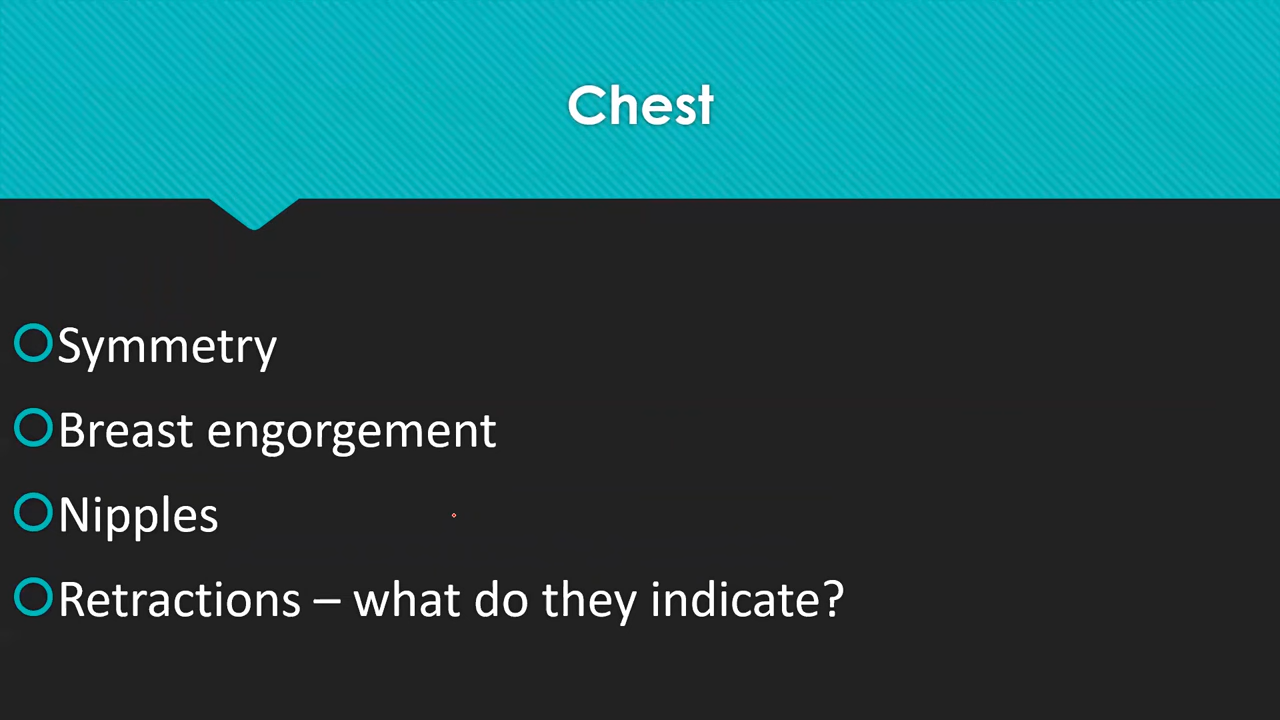 Chest
Symmetry
Breast engorgement
Nipples
Retractions – what do they indicate?